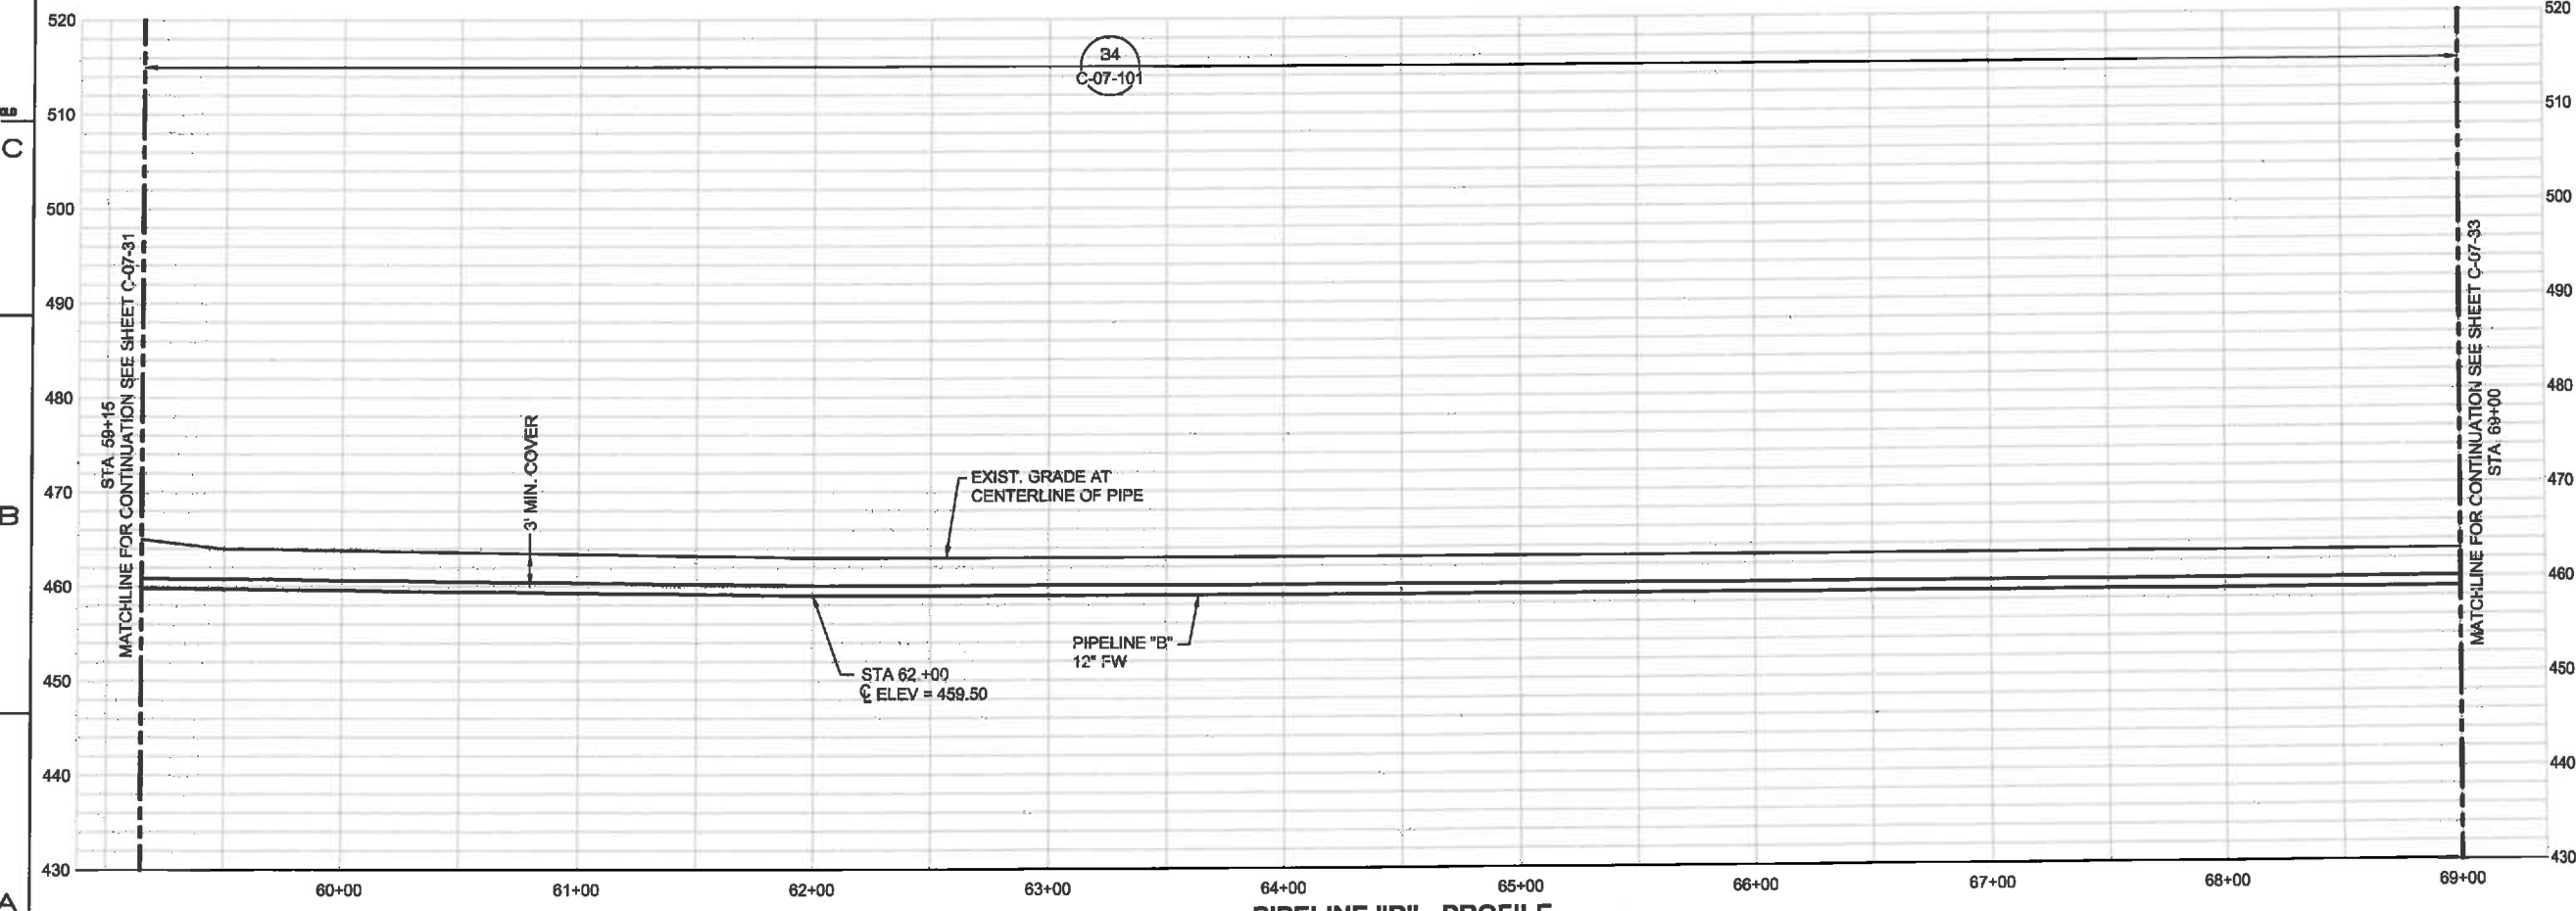 520
520
B4
C-07-101
510
510
C
500
500
490
490
480
480
470
470
460
460
450
450
440
440
430
430
B
A
STA. 59+15
MATCHLINE FOR CONTINUATION SEE SHEET C-07-31
3' MIN. COVER
EXIST. GRADE AT
CENTERLINE OF PIPE
STA 62 +00
℄ ELEV = 459.50
PIPELINE "B"
12" FW
MATCHLINE FOR CONTINUATION SEE SHEET C-07-33
STA 69+00
60+00
61+00
62+00
63+00
64+00
65+00
66+00
67+00
68+00
69+00
PIPELINE "B" - PROFILE